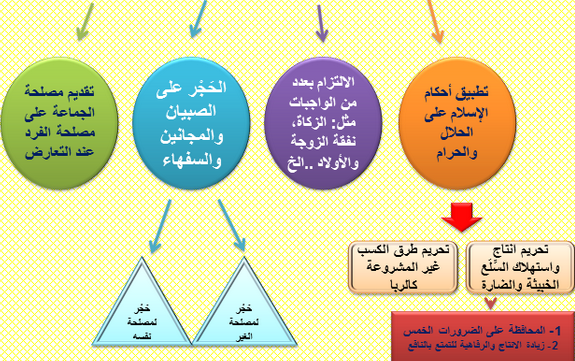 تطبيق أحكام
الإسلام على
الحلال
والحرام
الالتزام بعدد
من الواجبات
مثل: الزكاة،
نفقة الزوجة
والأولاد ..الخ
الحَجْر على
الصبيان
والمجانين
والسفهاء
تقديم مصلحة
الجماعة على
مصلحة الفرد
عند التعارض
تحريم انتاج
واستهلاك السِّلَع
الخبيثة والضارة
تحريم طرق الكسب
غير المشروعة
كالربا
حَجْر
لمصلحة
الغير
حَجْر
لمصلحة
نفسه
1- المحافظة على الضرورات الخمس
2- زيادة الانتاج والرفاهية للتمتع بالنافع